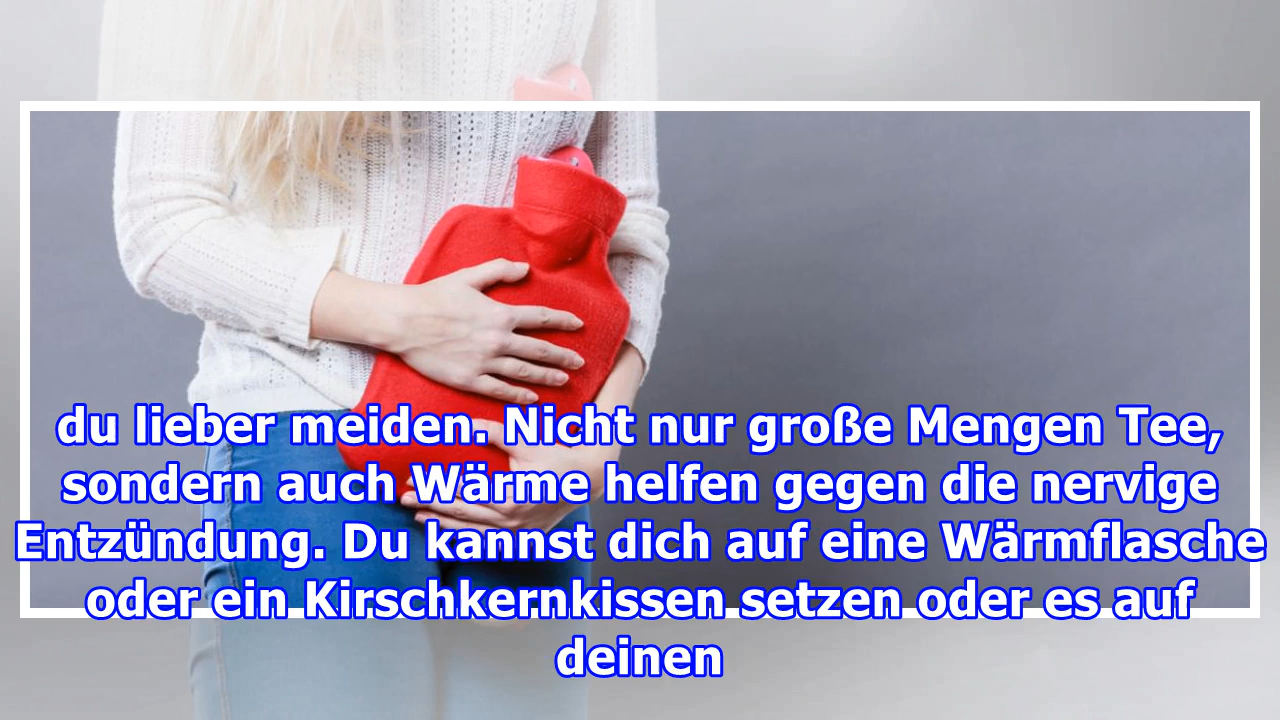 du lieber meiden. Nicht nur große Mengen Tee,
sondern auch Wärme helfen gegen die nervige
Entzündung. Du kannst dich auf eine Wärmflasche
oder ein Kirschkernkissen setzen oder es auf
deinen